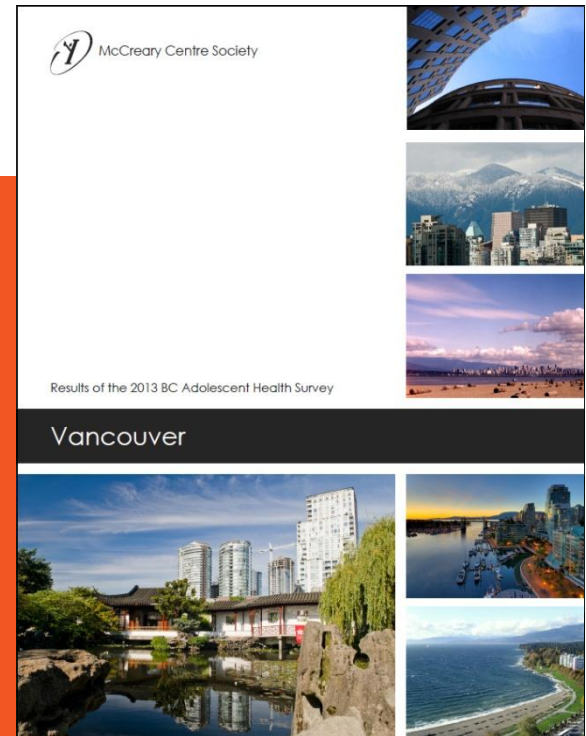 McCreary Centre Society
Results of the 2013 BC Adolescent Health Survey
Vancouver